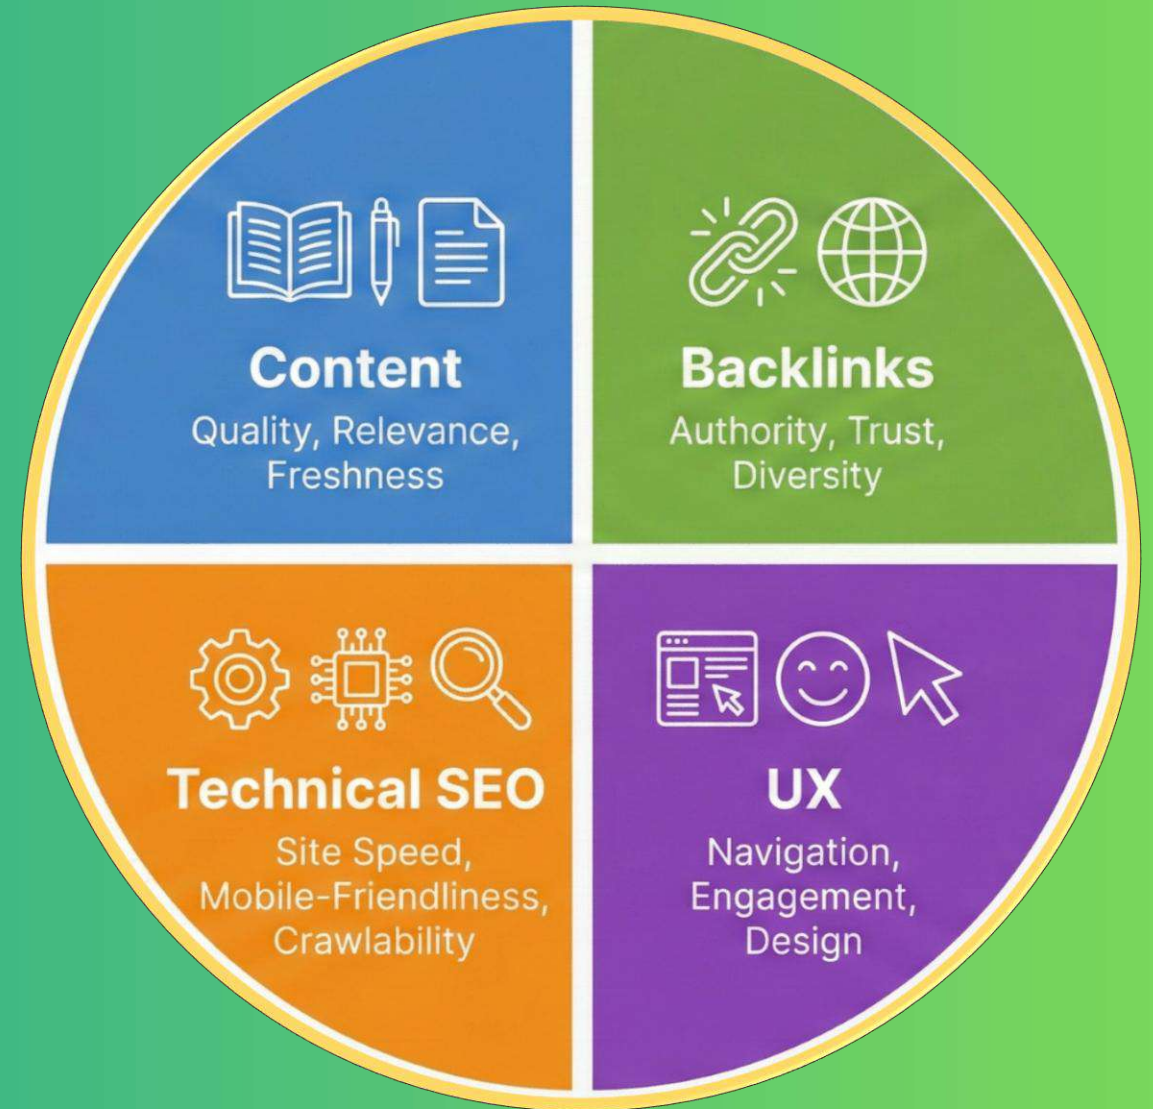 Content
Quality, Relevance,
Freshness
Backlinks
Authority, Trust,
Diversity
Technical SEO
Site Speed,
Mobile-Friendliness,
Crawlability
UX
Navigation,
Engagement,
Design